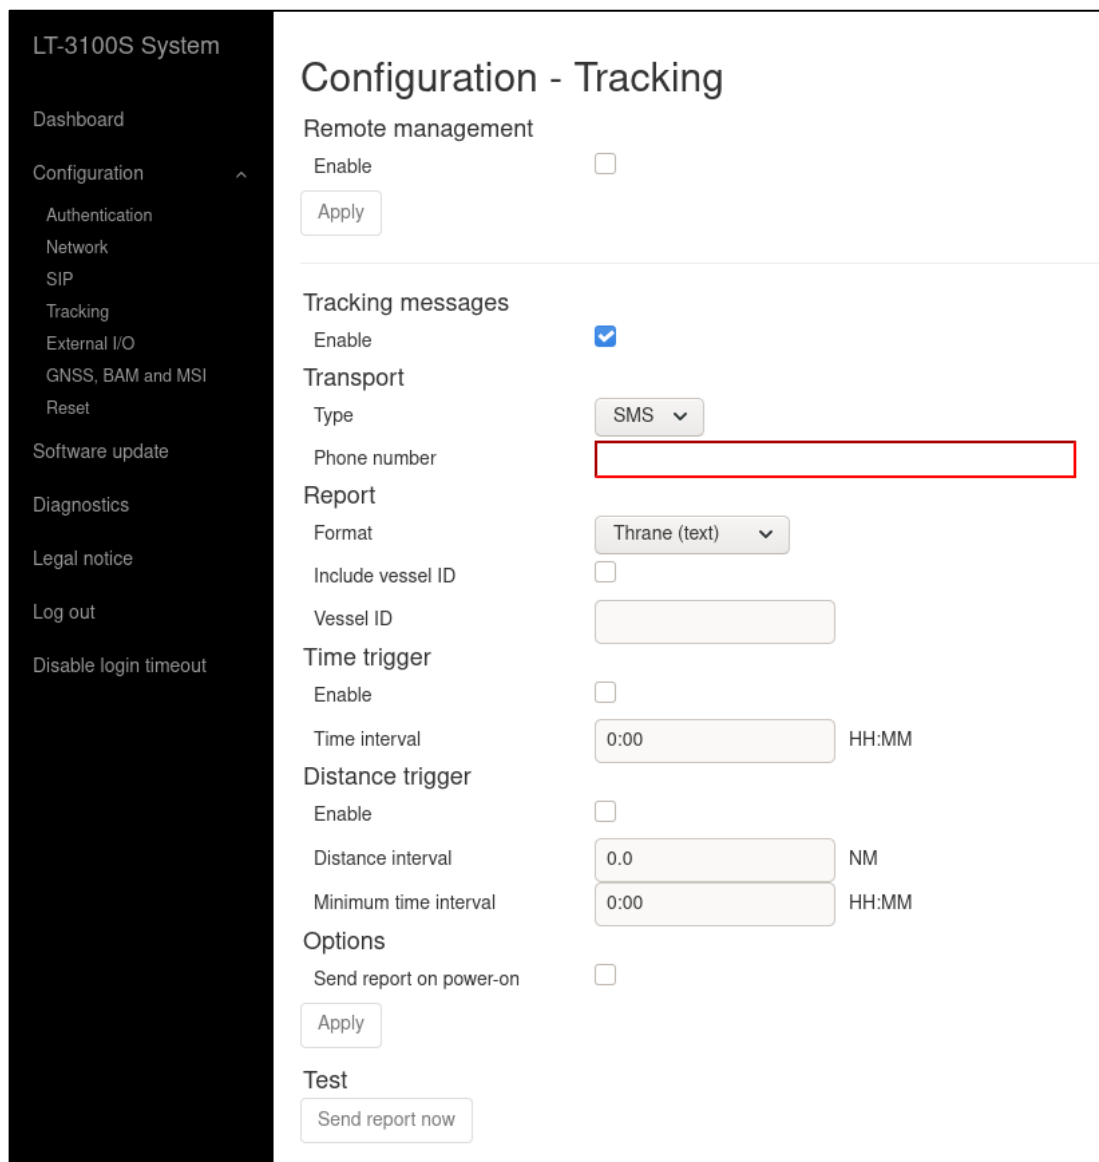 LT-3100S System
Dashboard
Configuration
Authentication
Network
SIP
Tracking
External I/O
GNSS, BAM and MSI
Reset
Software update
Diagnostics
Legal notice
Log out
Disable login timeout
Configuration - Tracking
Remote management
Enable
Apply
Tracking messages
Enable
Transport
Type SMS
Phone number
Report
Format Thrane (text)
Include vessel ID
Vessel ID
Time trigger
Enable
Time interval 0:00 HH:MM
Distance trigger
Enable
Distance interval 0.0 NM
Minimum time interval 0:00 HH:MM
Options
Send report on power-on
Apply
Test
Send report now